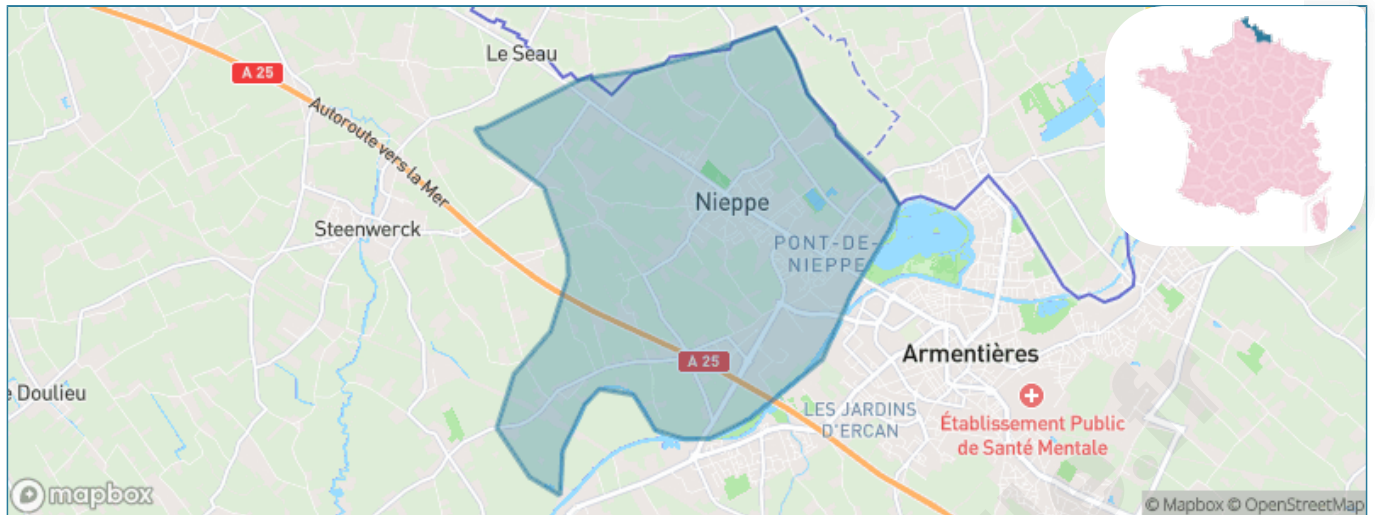 Le Seau
A 25
Autoroute vers la Mer
Nieppe
Steenwerck
PONT-DE-
NIEPPE
A 25
Armentières
e Doulieu
LES JARDINS
D'ERCAN
Établissement Public
de Santé Mentale
mapbox
© Mapbox © OpenStreetMap